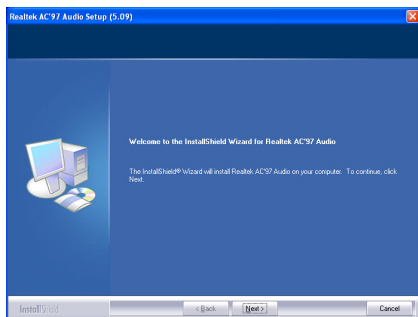 Realtek AC'97 Audio Setup (5.09)
Welcome to the InstallShield Wizard for Realtek AC'97 Audio
The InstallShield® Wizard will install Realtek AC'97 Audio on your computer. To continue, click
Next.
InstallShield
< Back
Next >
Cancel